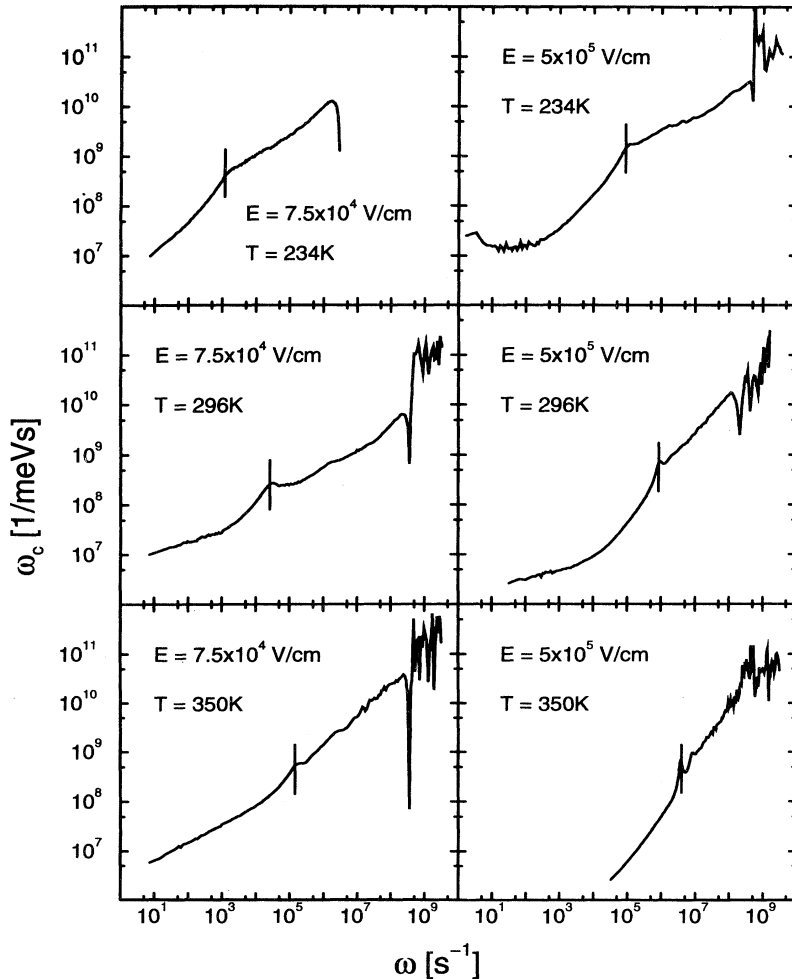 10¹¹
10¹⁰
10⁹
10⁸
10⁷
E = 7.5x10⁴ V/cm
T = 234K
E = 5x10⁵ V/cm
T = 234K
10¹¹
10¹⁰
10⁹
10⁸
10⁷
E = 7.5x10⁴ V/cm
T = 296K
E = 5x10⁵ V/cm
T = 296K
ω_c [1/meVs]
10¹¹
10¹⁰
10⁹
10⁸
10⁷
E = 7.5x10⁴ V/cm
T = 350K
E = 5x10⁵ V/cm
T = 350K
10¹ 10³ 10⁵ 10⁷ 10⁹ 10¹ 10³ 10⁵ 10⁷ 10⁹
ω [s⁻¹]